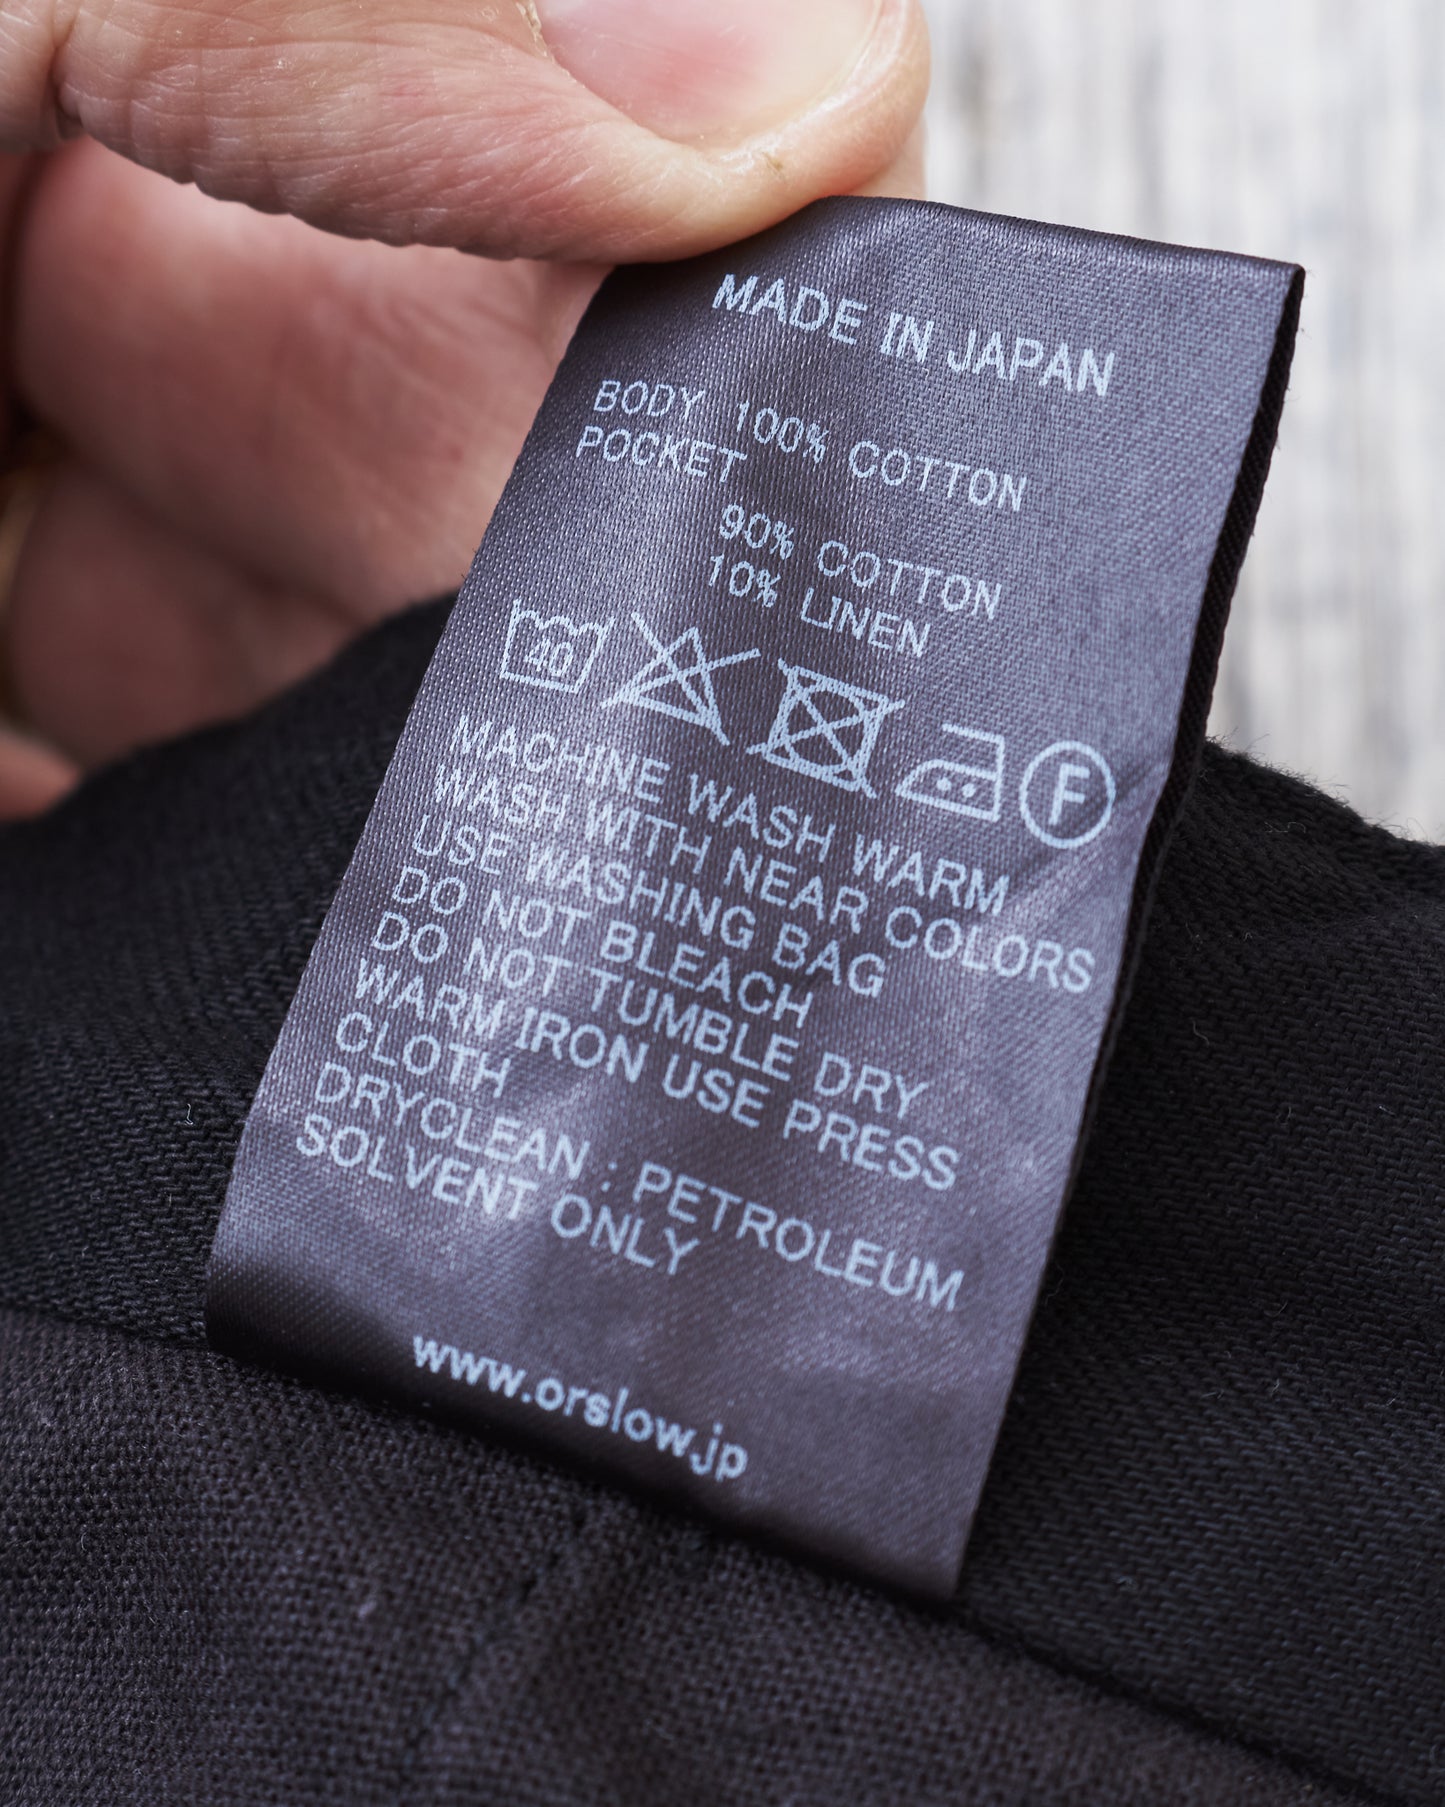 MADE IN JAPAN
BODY 100% COTTON
POCKET
90% COTTON
10% LINEN
40 F
MACHINE WASH WARM
WASH WITH NEAR COLORS
USE WASHING BAG
DO NOT BLEACH
DO NOT TUMBLE DRY
WARM IRON USE PRESS
CLOTH
DRYCLEAN : PETROLEUM
SOLVENT ONLY
www.orslow.jp